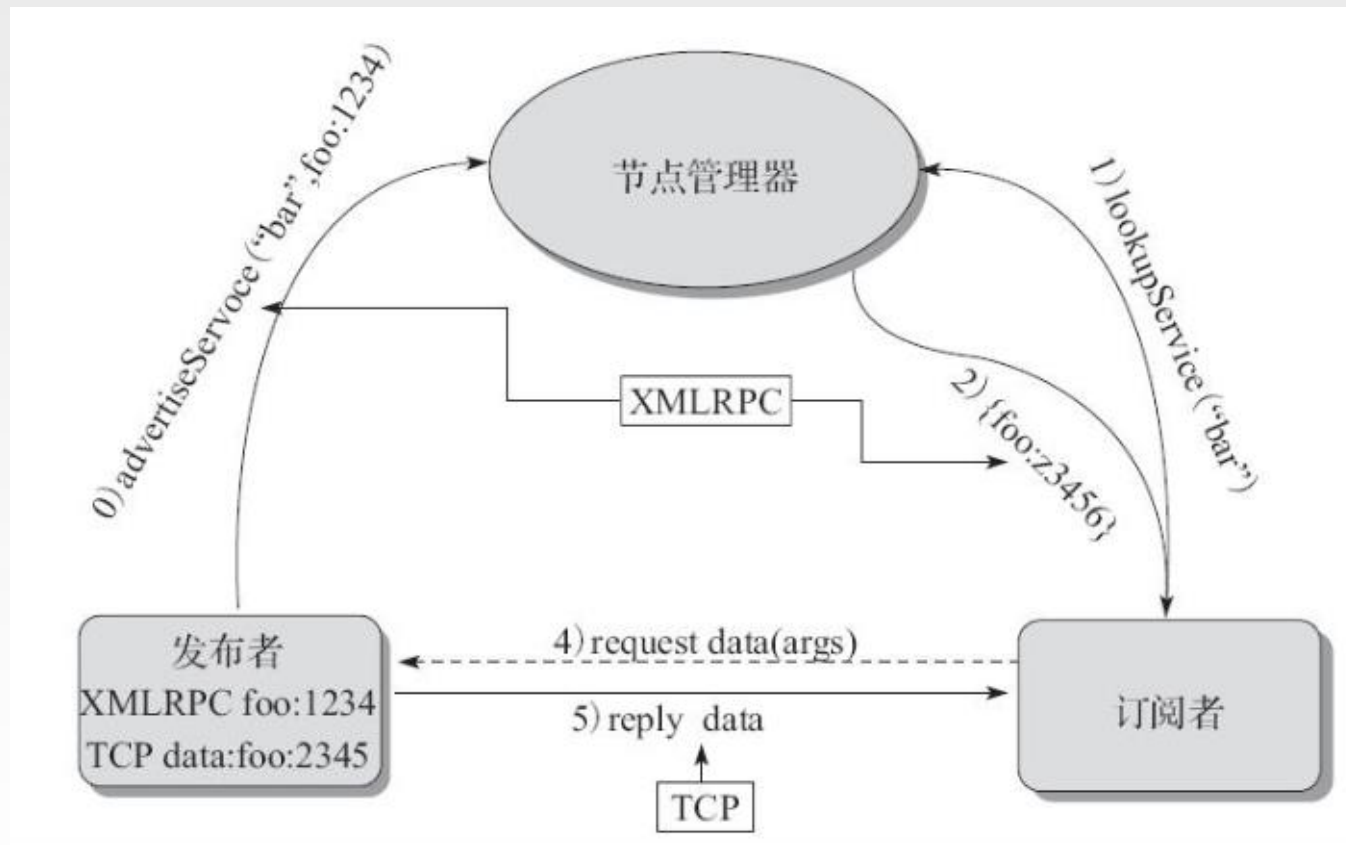 节点管理器
0)advertiseServoce(“bar”,foo:1234)
1)lookupService(“bar”)
XMLRPC
2){foo:z3456}
发布者
XMLRPC foo:1234
TCP data:foo:2345
4)request data(args)
5)reply data
TCP
订阅者